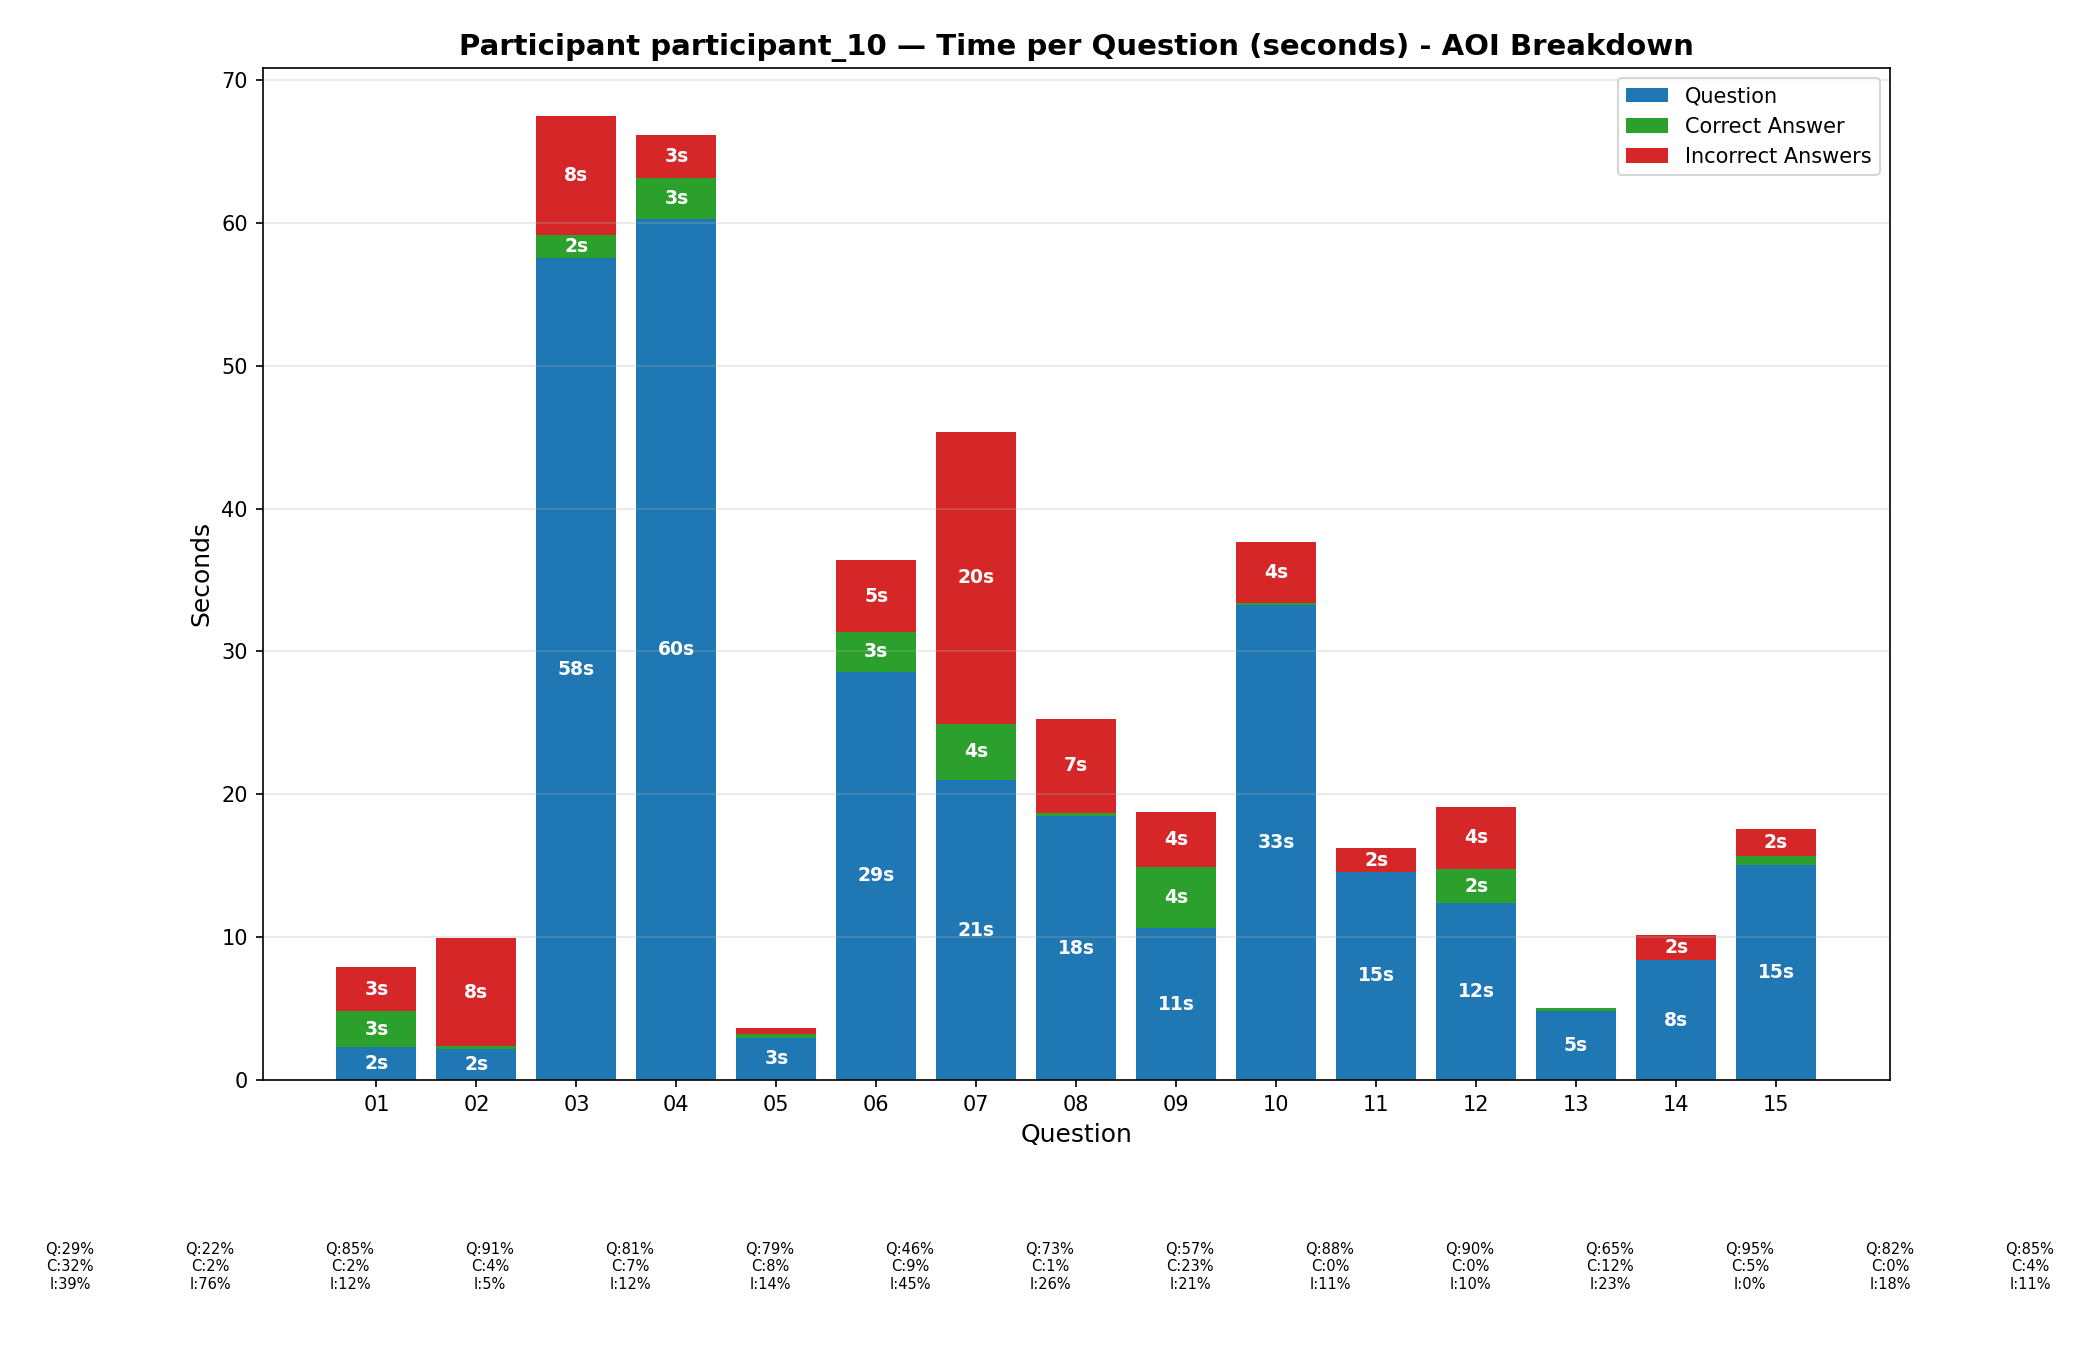 Participant participant_10 — Time per Question (seconds) - AOI Breakdown
Question
Correct Answer
Incorrect Answers
Seconds
70
60
50
40
30
20
10
0
3s
3s
2s
8s
2s
8s
2s
58s
3s
3s
60s
3s
5s
3s
29s
20s
4s
21s
7s
18s
4s
4s
11s
4s
33s
2s
15s
4s
2s
12s
5s
2s
8s
2s
15s
01 02 03 04 05 06 07 08 09 10 11 12 13 14 15
Question
Q:29% Q:22% Q:85% Q:91% Q:81% Q:79% Q:46% Q:73% Q:57% Q:88% Q:90% Q:65% Q:95% Q:82% Q:85%
C:32% C:2% C:2% C:4% C:7% C:8% C:9% C:1% C:23% C:0% C:0% C:12% C:5% C:0% C:4%
I:39% I:76% I:12% I:5% I:12% I:14% I:45% I:26% I:21% I:11% I:10% I:23% I:0% I:18% I:11%